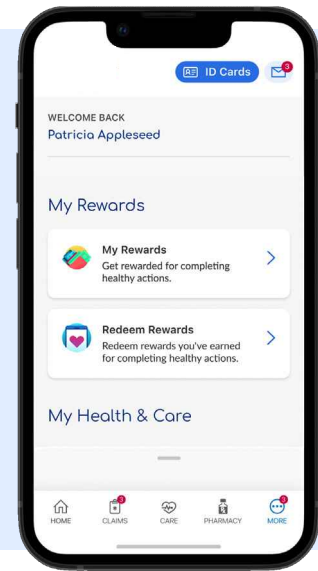 ID Cards
3
WELCOME BACK
Patricia Appleseed
My Rewards
My Rewards
Get rewarded for completing
healthy actions.
Redeem Rewards
Redeem rewards you've earned
for completing healthy actions.
My Health & Care
3
3
HOME CLAIMS CARE PHARMACY MORE